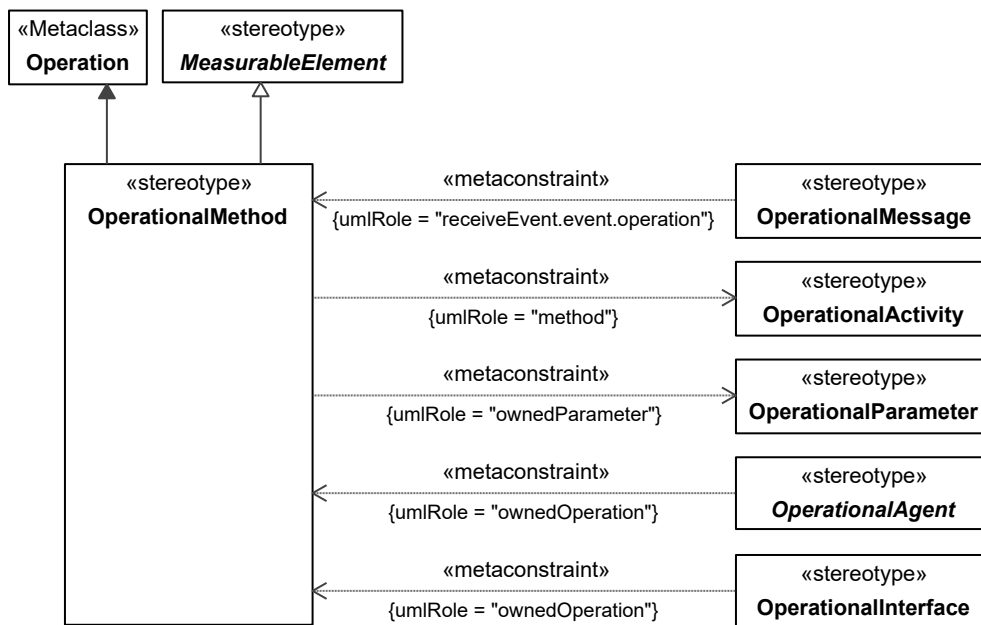 «Metaclass»
Operation
«stereotype»
MeasurableElement
«stereotype»
OperationalMethod
«metaconstraint»
{umlRole = "receiveEvent.event.operation"}
«stereotype»
OperationalMessage
«metaconstraint»
{umlRole = "method"}
«stereotype»
OperationalActivity
«metaconstraint»
{umlRole = "ownedParameter"}
«stereotype»
OperationalParameter
«metaconstraint»
{umlRole = "ownedOperation"}
«stereotype»
OperationalAgent
«metaconstraint»
{umlRole = "ownedOperation"}
«stereotype»
OperationalInterface